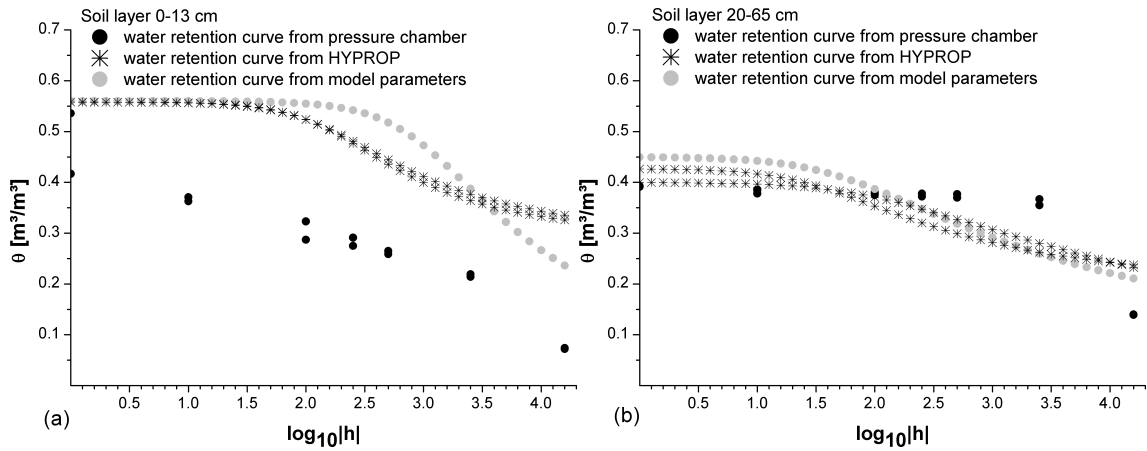 Soil layer 0-13 cm
water retention curve from pressure chamber
water retention curve from HYPROP
water retention curve from model parameters
0.7
0.6
0.5
0.4
0.3
0.2
0.1
θ [m³/m³]
0.5 1.0 1.5 2.0 2.5 3.0 3.5 4.0
(a)
log10|h|
Soil layer 20-65 cm
water retention curve from pressure chamber
water retention curve from HYPROP
water retention curve from model parameters
0.7
0.6
0.5
0.4
0.3
0.2
0.1
θ [m³/m³]
0.5 1.0 1.5 2.0 2.5 3.0 3.5 4.0
(b)
log10|h|